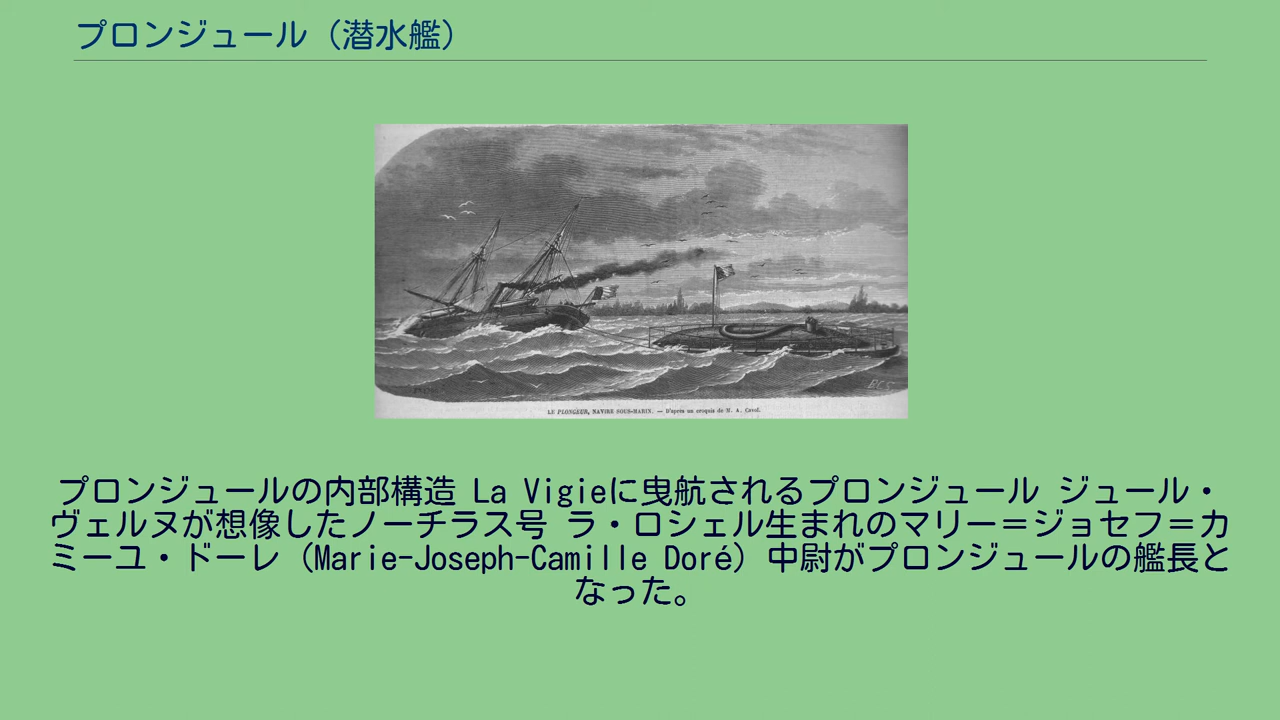 プロンジュール（潜水艦）
LE PLONGEUR, NAVIRE SOUS-MARIN. — D'après un croquis de M. A. Cavol.
プロンジュールの内部構造 La Vigieに曳航されるプロンジュール ジュール・
ヴェルヌが想像したノーチラス号 ラ・ロシェル生まれのマリー＝ジョセフ＝カ
ミーユ・ドーレ（Marie-Joseph-Camille Doré）中尉がプロンジュールの艦長と
なった。